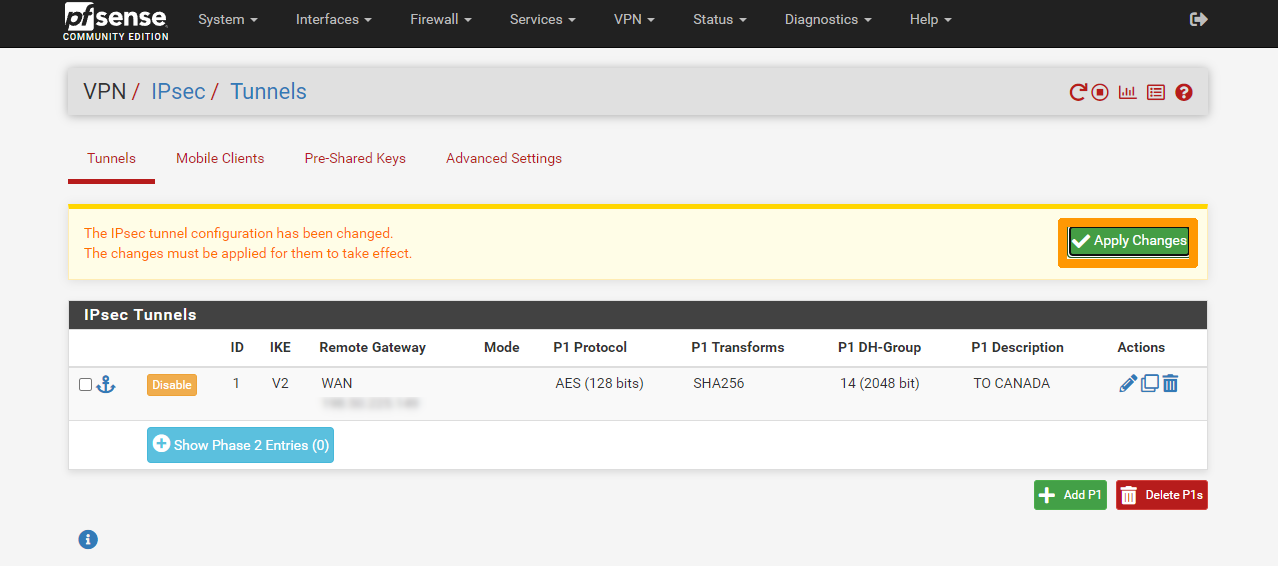 pfsense
COMMUNITY EDITION
System Interfaces Firewall Services VPN Status Diagnostics Help
VPN / IPsec / Tunnels
Tunnels Mobile Clients Pre-Shared Keys Advanced Settings
The IPsec tunnel configuration has been changed.
The changes must be applied for them to take effect.
Apply Changes
IPsec Tunnels
ID IKE Remote Gateway Mode P1 Protocol P1 Transforms P1 DH-Group P1 Description Actions
Disable 1 V2 WAN AES (128 bits) SHA256 14 (2048 bit) TO CANADA
Show Phase 2 Entries (0)
Add P1 Delete P1s